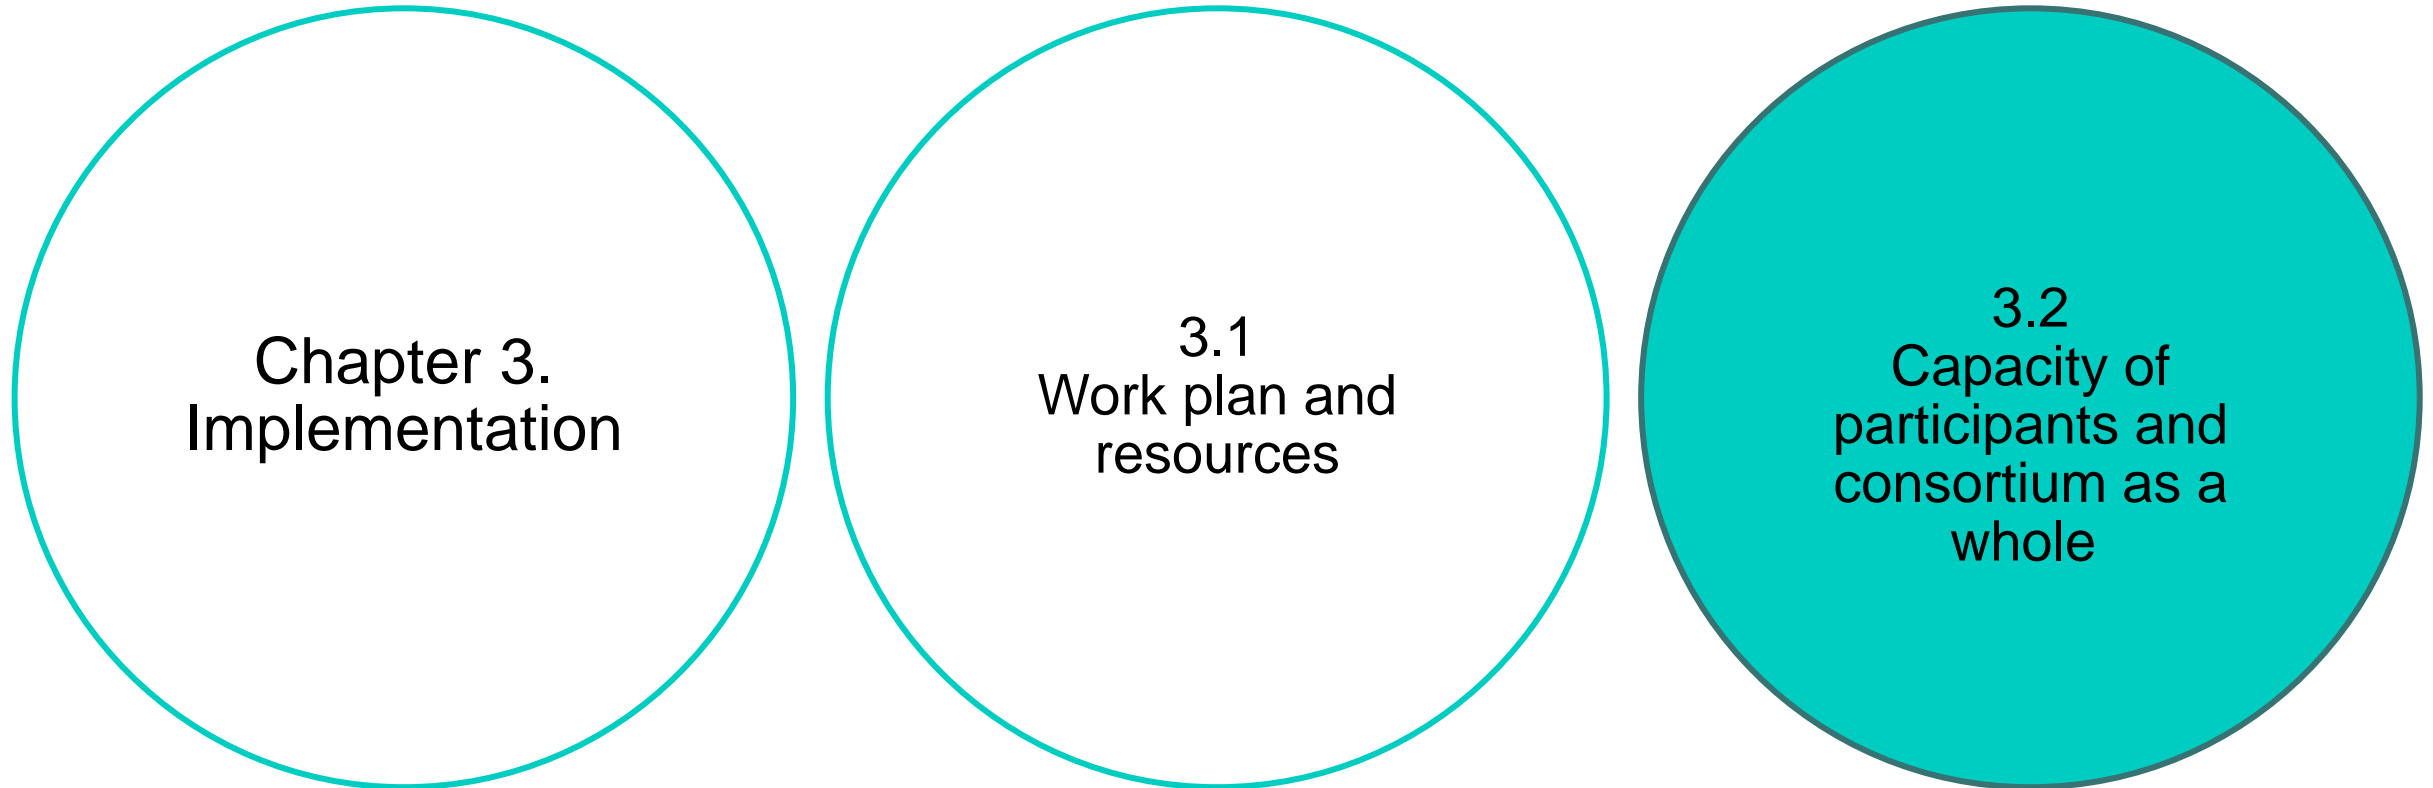 Chapter 3.
Implementation
3.1
Work plan and
resources
3.2
Capacity of
participants and
consortium as a
whole